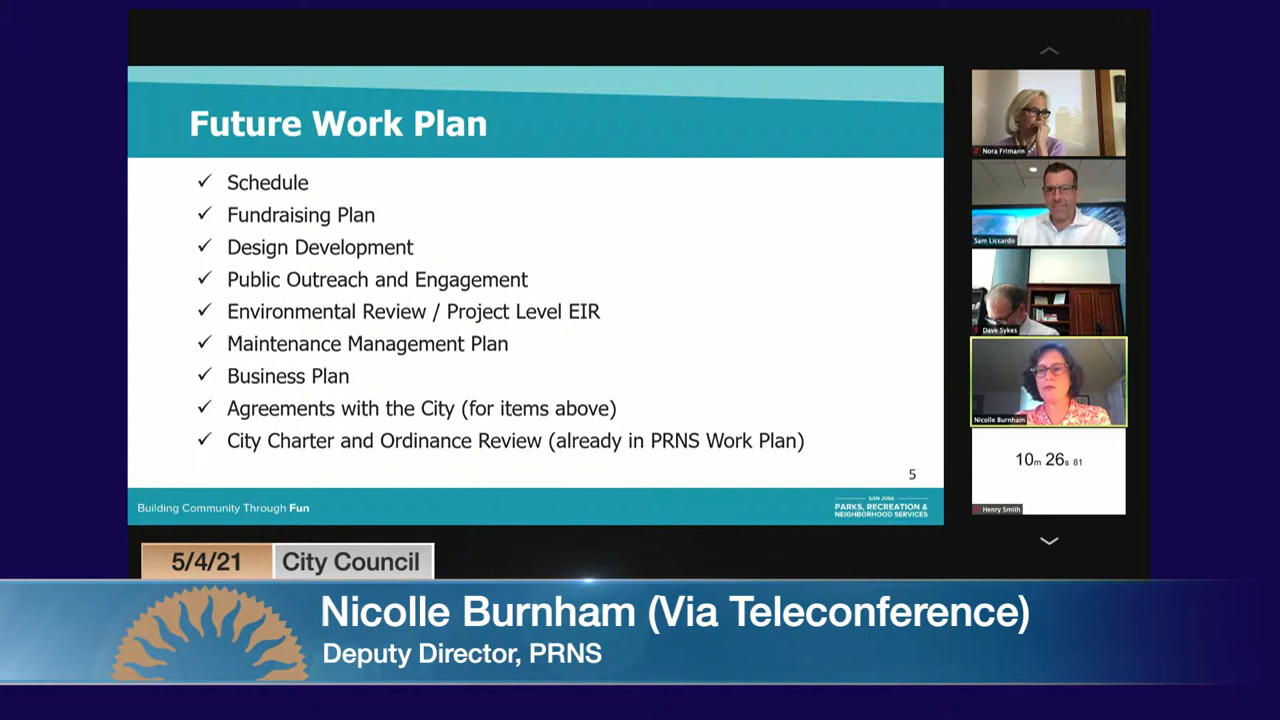 Future Work Plan
✓ Schedule
✓ Fundraising Plan
✓ Design Development
✓ Public Outreach and Engagement
✓ Environmental Review / Project Level EIR
✓ Maintenance Management Plan
✓ Business Plan
✓ Agreements with the City (for items above)
✓ City Charter and Ordinance Review (already in PRNS Work Plan)
5
Building Community Through Fun
SAN JOSE
PARKS, RECREATION &
NEIGHBORHOOD SERVICES
Nora Frimann
Sam Liccardo
Dave Sykes
Nicolle Burnham
10m 26s 81
Henry Smith
5/4/21 City Council
Nicolle Burnham (Via Teleconference)
Deputy Director, PRNS